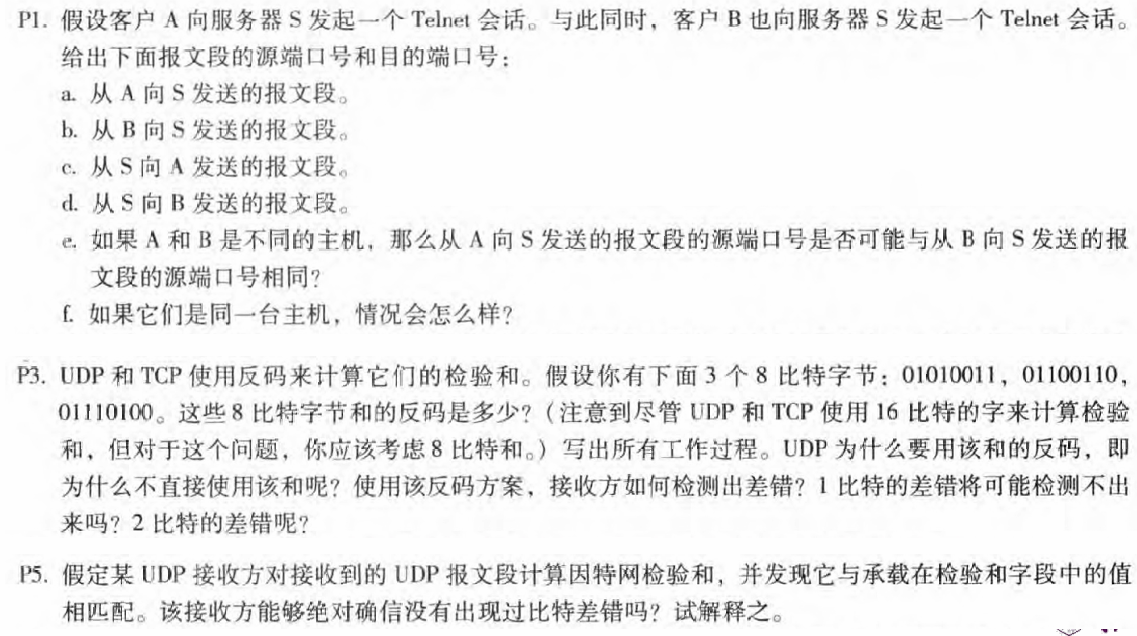 P1. 假设客户 A 向服务器 S 发起一个 Telnet 会话。与此同时，客户 B 也向服务器 S 发起一个 Telnet 会话。
给出下面报文段的源端口号和目的端口号：
a. 从 A 向 S 发送的报文段。
b. 从 B 向 S 发送的报文段。
c. 从 S 向 A 发送的报文段。
d. 从 S 向 B 发送的报文段。
e. 如果 A 和 B 是不同的主机，那么从 A 向 S 发送的报文段的源端口号是否可能与从 B 向 S 发送的报
文段的源端口号相同？
f. 如果它们是同一台主机，情况会怎么样？
P3. UDP 和 TCP 使用反码来计算它们的检验和。假设你有下面 3 个 8 比特字节：01010011，01100110，
01110100。这些 8 比特字节和的反码是多少？（注意到尽管 UDP 和 TCP 使用 16 比特的字来计算检验
和，但对于这个问题，你应该考虑 8 比特和。）写出所有工作过程。UDP 为什么要用该和的反码，即
为什么不直接使用该和呢？使用该反码方案，接收方如何检测出差错？1 比特的差错将可能检测不出
来吗？2 比特的差错呢？
P5. 假定某 UDP 接收方对接收到的 UDP 报文段计算因特网检验和，并发现它与承载在检验和字段中的值
相匹配。该接收方能够绝对确信没有出现过比特差错吗？试解释之。